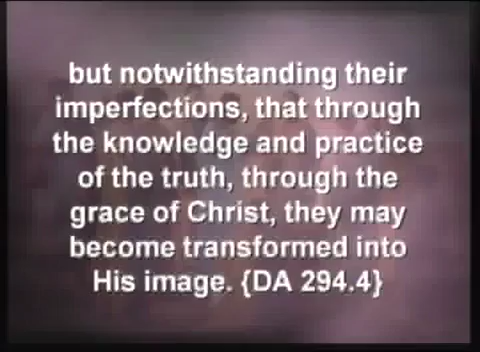 but notwithstanding their
imperfections, that through
the knowledge and practice
of the truth, through the
grace of Christ, they may
become transformed into
His image. {DA 294.4}